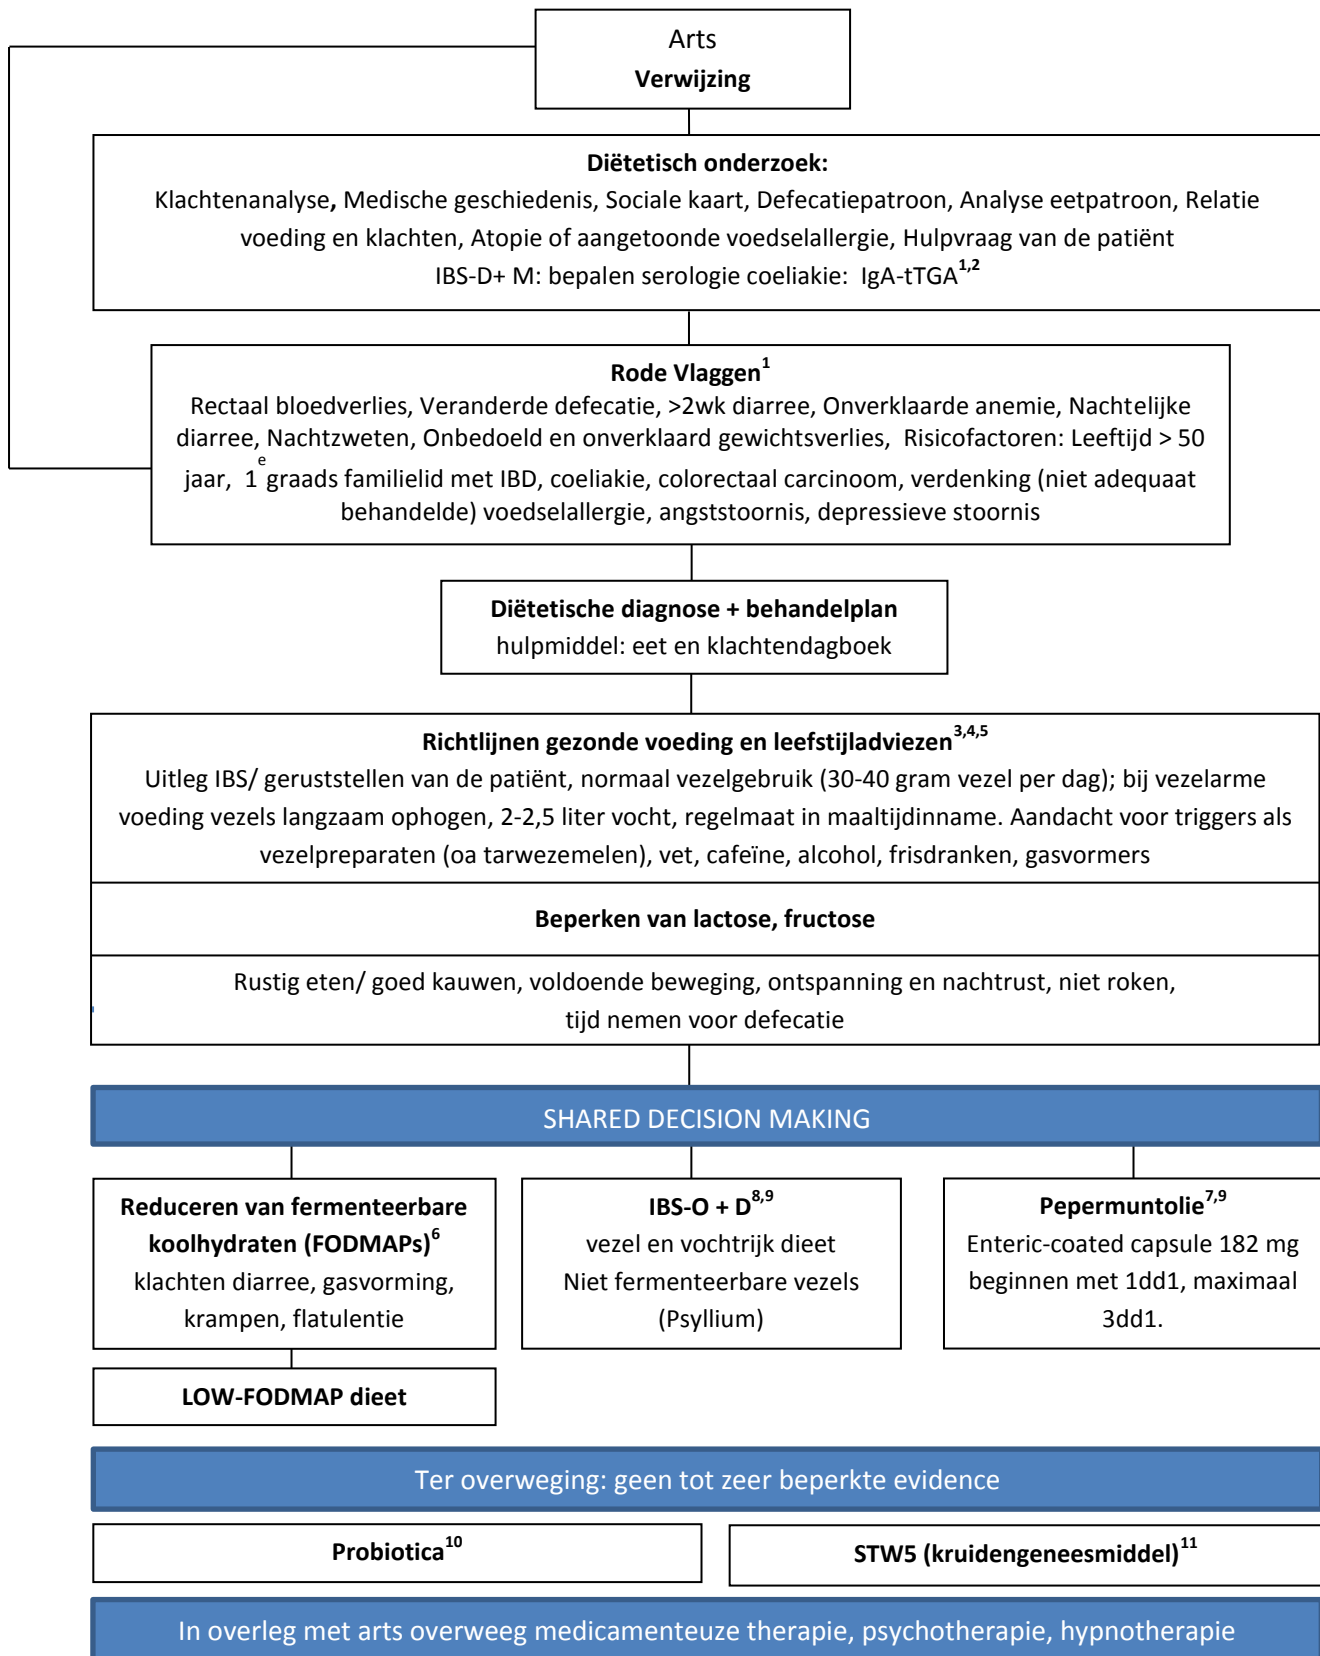 Arts
Verwijzing
Diëtetisch onderzoek:
Klachtenanalyse, Medische geschiedenis, Sociale kaart, Defecatiepatroon, Analyse eetpatroon, Relatie
voeding en klachten, Atopie of aangetoonde voedselallergie, Hulpvraag van de patiënt
IBS-D+ M: bepalen serologie coeliakie: IgA-tTGA1,2
Rode Vlaggen1
Rectaal bloedverlies, Veranderde defecatie, >2wk diarree, Onverklaarde anemie, Nachtelijke
diarree, Nachtzweten, Onbedoeld en onverklaard gewichtsverlies, Risicofactoren: Leeftijd > 50
jaar, 1e graads familielid met IBD, coeliakie, colorectaal carcinoom, verdenking (niet adequaat
behandelde) voedselallergie, angststoornis, depressieve stoornis
Diëtetische diagnose + behandelplan
hulpmiddel: eet en klachtendagboek
Richtlijnen gezonde voeding en leefstijladviezen3,4,5
Uitleg IBS/ geruststellen van de patiënt, normaal vezelgebruik (30-40 gram vezel per dag); bij vezelarme
voeding vezels langzaam ophogen, 2-2,5 liter vocht, regelmaat in maaltijdinname. Aandacht voor triggers als
vezelpreparaten (oa tarwezemelen), vet, cafeïne, alcohol, frisdranken, gasvormers
Beperken van lactose, fructose
Rustig eten/ goed kauwen, voldoende beweging, ontspanning en nachtrust, niet roken,
tijd nemen voor defecatie
SHARED DECISION MAKING
Reduceren van fermenteerbare
koolhydraten (FODMAPs)6
klachten diarree, gasvorming,
krampen, flatulentie
LOW-FODMAP dieet
IBS-O + D8,9
vezel en vochtrijk dieet
Niet fermenteerbare vezels
(Psyllium)
Pepermuntolie7,9
Enteric-coated capsule 182 mg
beginnen met 1dd1, maximaal
3dd1.
Ter overweging: geen tot zeer beperkte evidence
Probiotica10
STW5 (kruidengeneesmiddel)11
In overleg met arts overweeg medicamenteuze therapie, psychotherapie, hypnotherapie